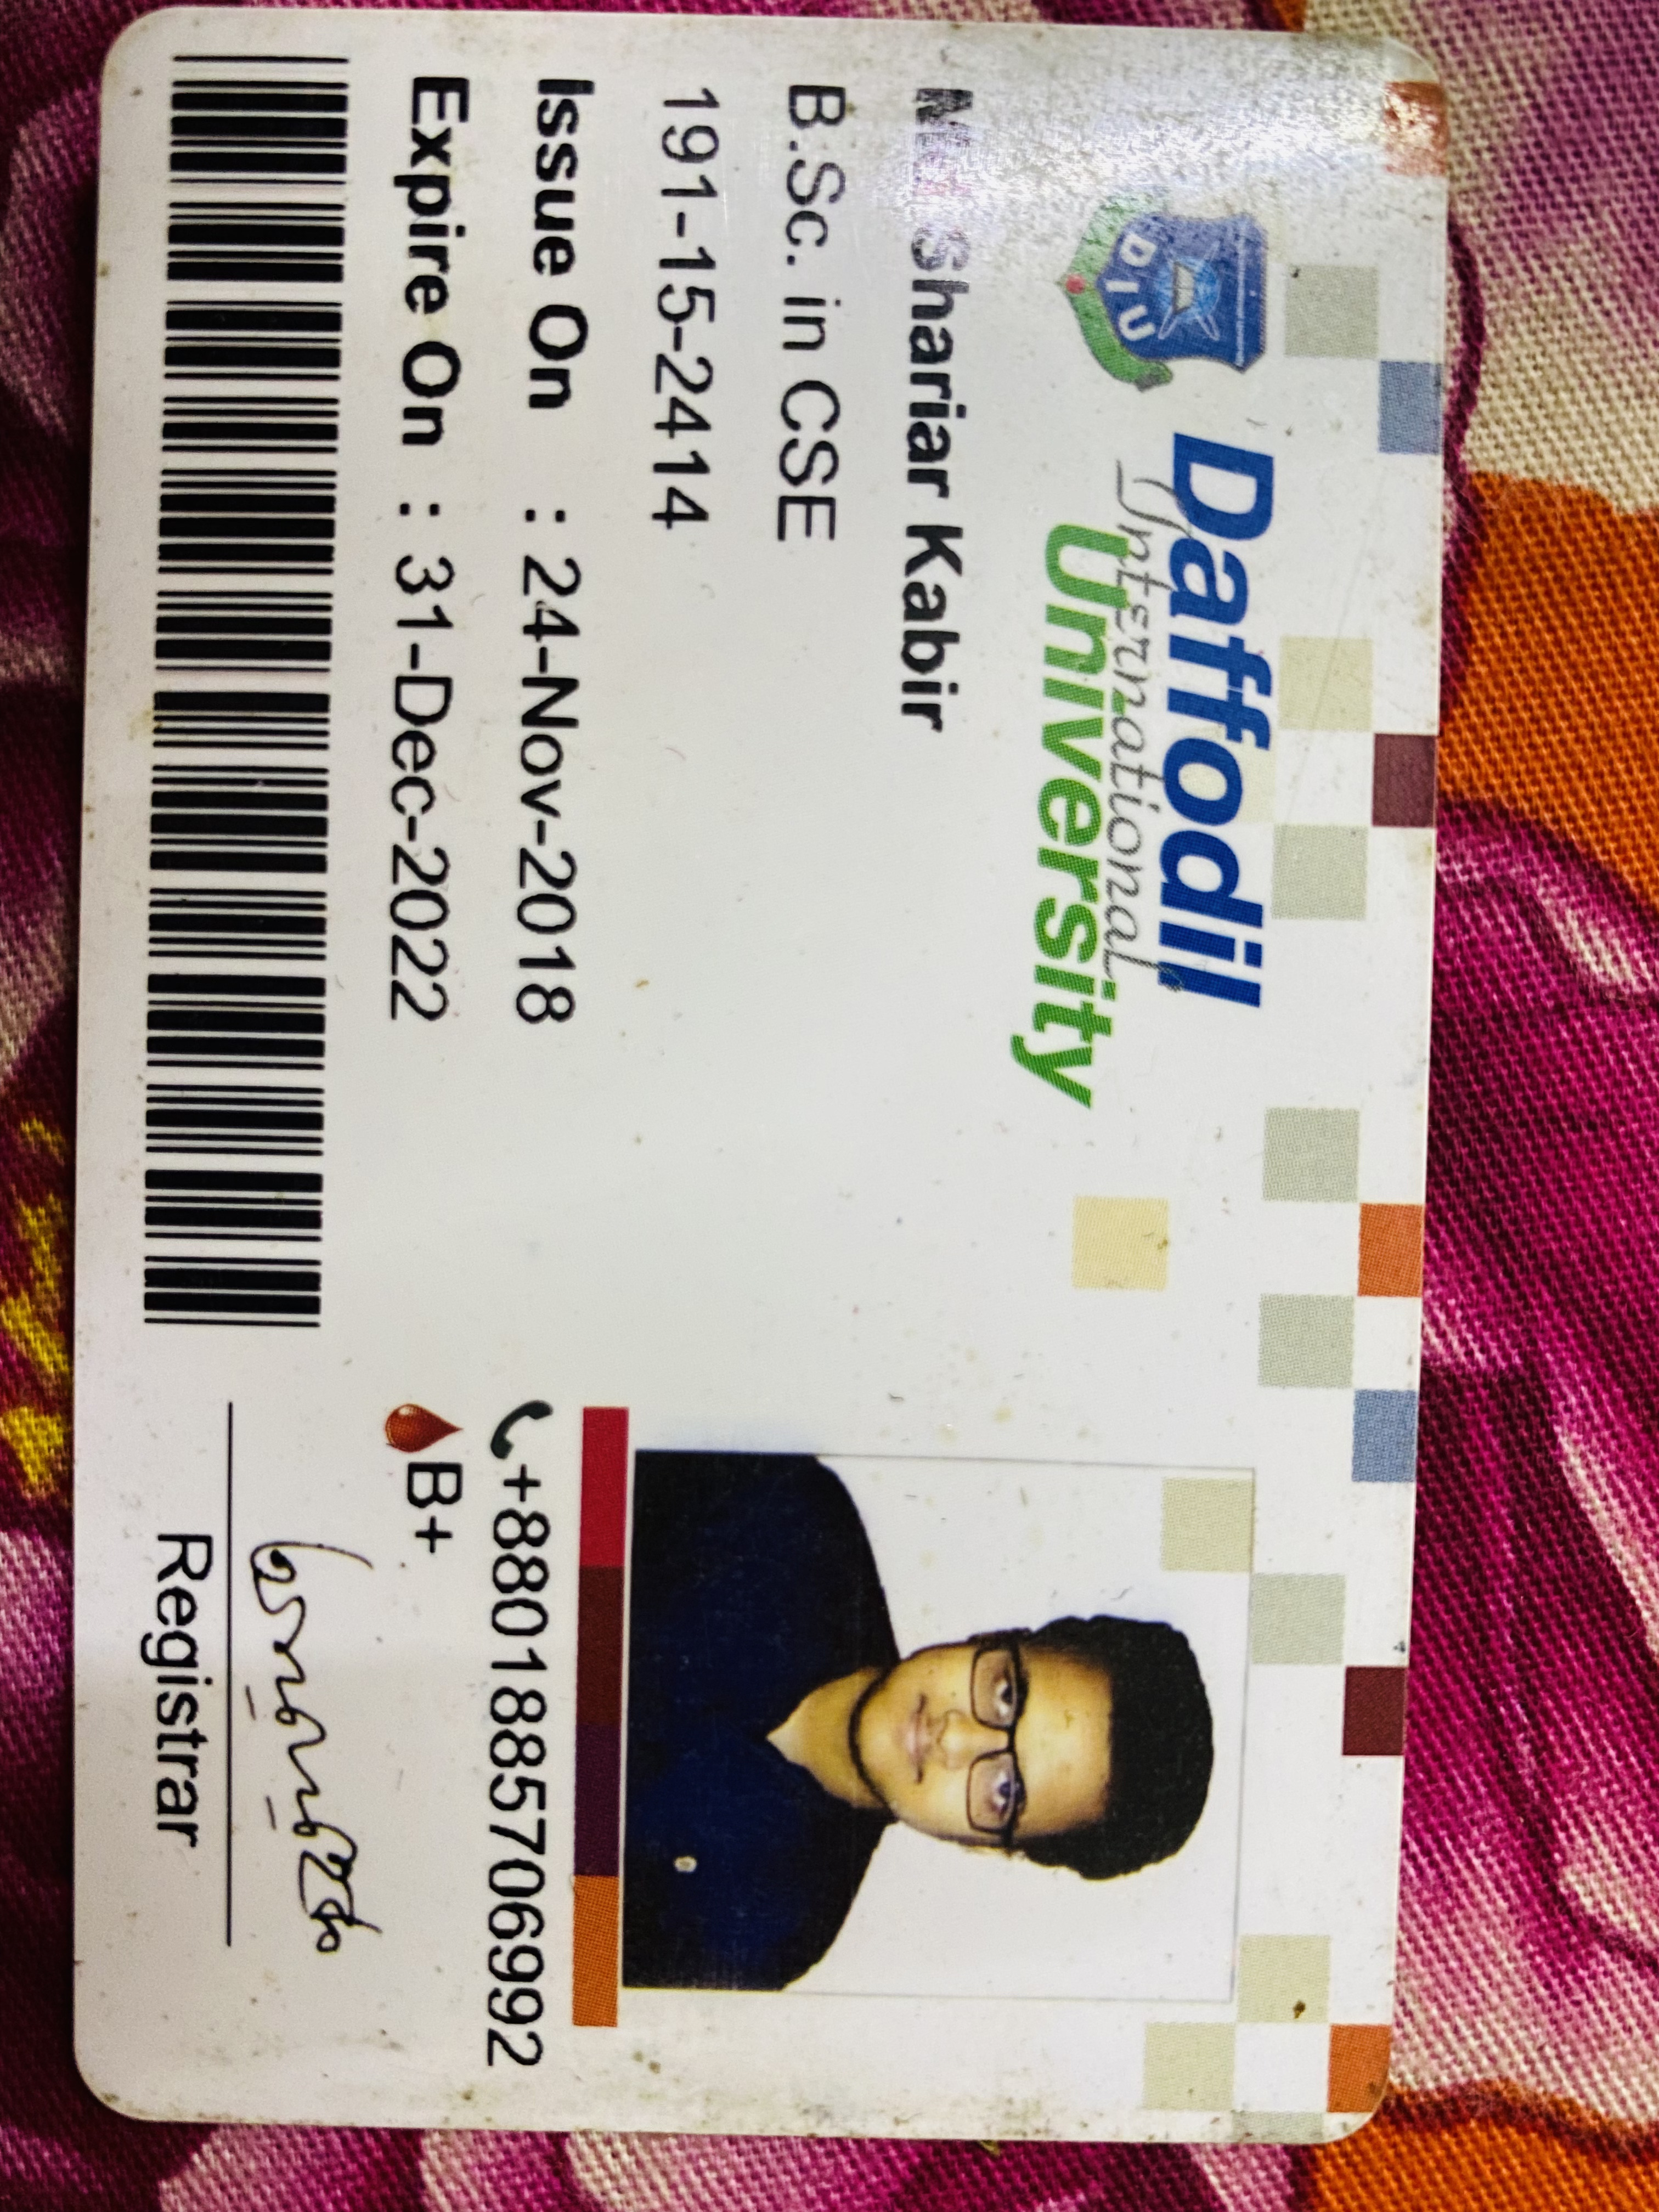 DIU
Daffodil
International
University
Md. Shariar Kabir
B.Sc. in CSE
191-15-2414
Issue On : 24-Nov-2018
Expire On : 31-Dec-2022
+8801885706992
B+
Registrar